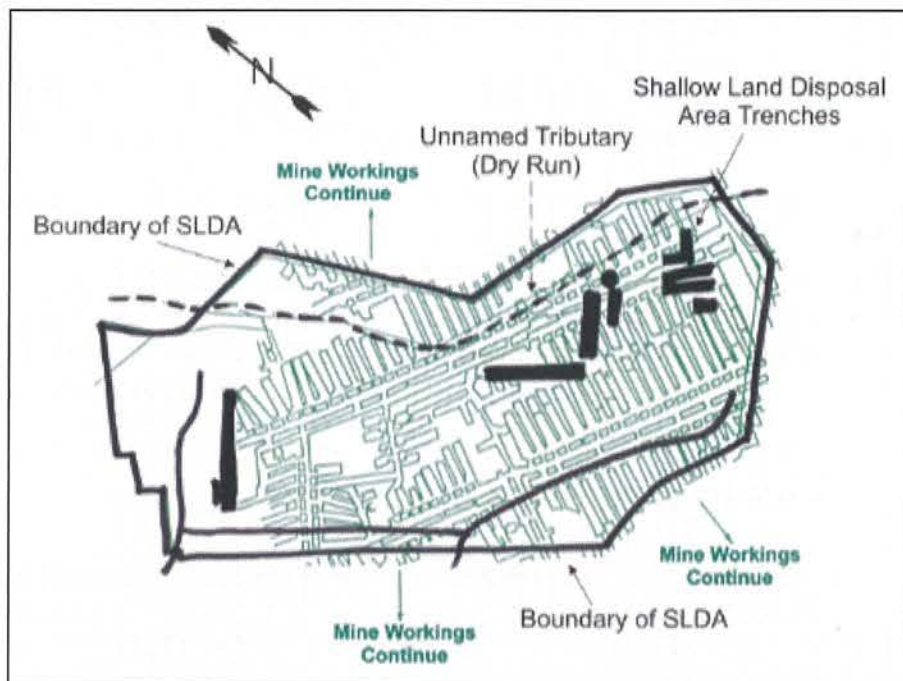 N
Shallow Land Disposal
Area Trenches
Unnamed Tributary
(Dry Run)
Mine Workings
Continue
Boundary of SLDA
Mine Workings
Continue
Boundary of SLDA
Mine Workings
Continue